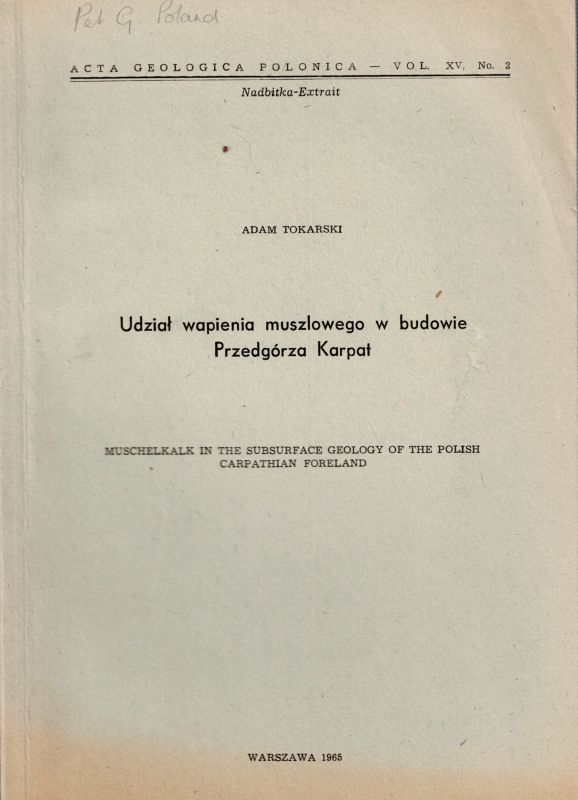 Pet G. Poland
ACTA GEOLOGICA POLONICA — VOL. XV, No. 2
Nadbitka-Extrait
ADAM TOKARSKI
Udział wapienia muszlowego w budowie
Przedgórza Karpat
MUSCHELKALK IN THE SUBSURFACE GEOLOGY OF THE POLISH
CARPATHIAN FORELAND
WARSZAWA 1965